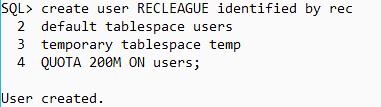 SQL> create user RECLEAGUE identified by rec
2 default tablespace users
3 temporary tablespace temp
4 QUOTA 200M ON users;
User created.